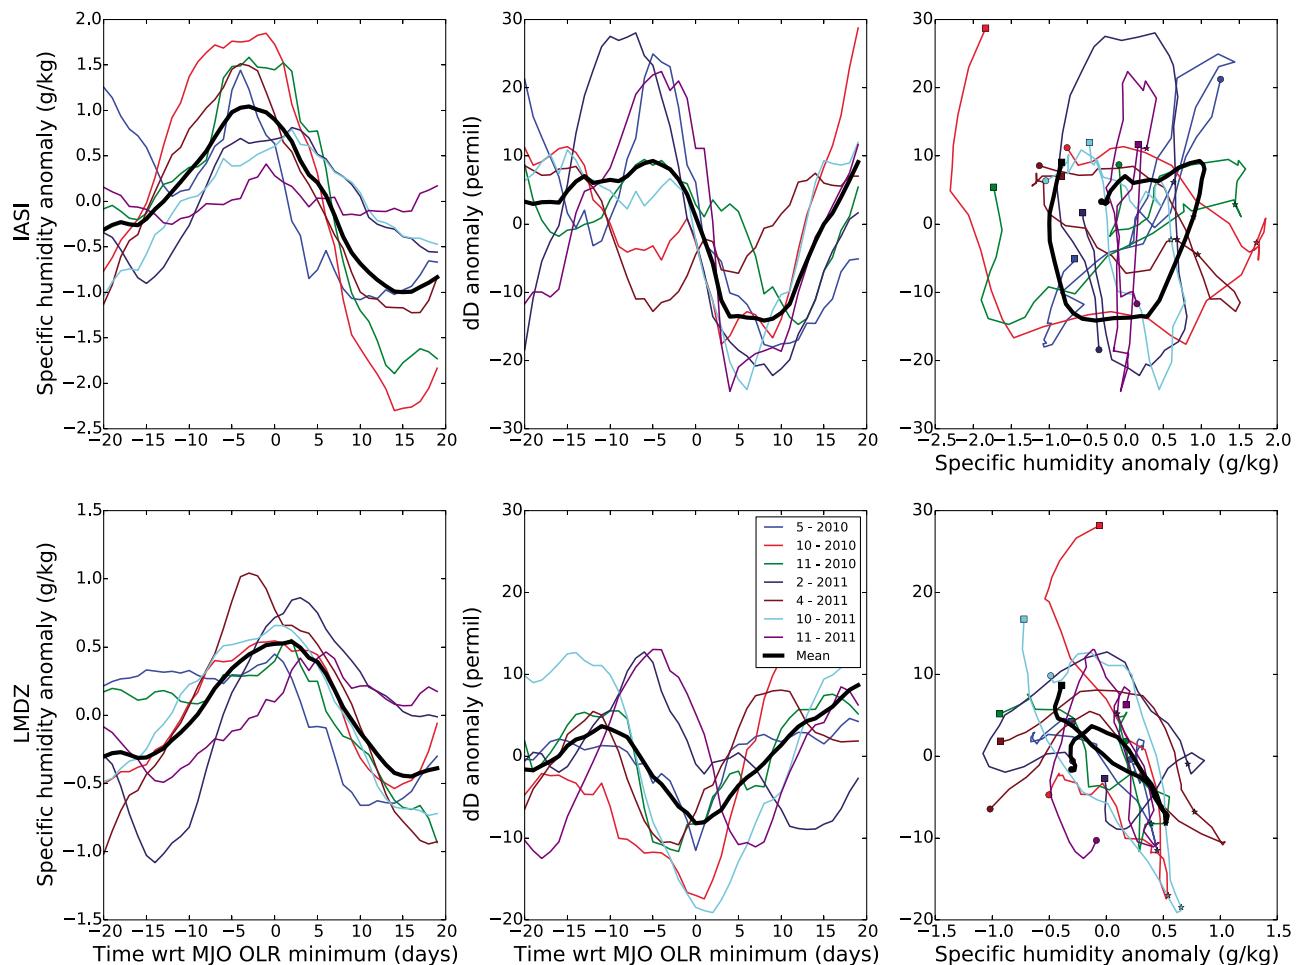 IASI
Specific humidity anomaly (g/kg)
2.0
1.5
1.0
0.5
0.0
−0.5
−1.0
−1.5
−2.0
−2.5
−20 −15 −10 −5 0 5 10 15 20
dD anomaly (permil)
30
20
10
0
−10
−20
−30
−20 −15 −10 −5 0 5 10 15 20
30
20
10
0
−10
−20
−30
−2.5 −2.0 −1.5 −1.0 −0.5 0.0 0.5 1.0 1.5 2.0
Specific humidity anomaly (g/kg)
LMDZ
Specific humidity anomaly (g/kg)
1.5
1.0
0.5
0.0
−0.5
−1.0
−1.5
−20 −15 −10 −5 0 5 10 15 20
Time wrt MJO OLR minimum (days)
dD anomaly (permil)
30
20
10
0
−10
−20
−20 −15 −10 −5 0 5 10 15 20
Time wrt MJO OLR minimum (days)
5 - 2010
10 - 2010
11 - 2010
2 - 2011
4 - 2011
10 - 2011
11 - 2011
Mean
30
20
10
0
−10
−20
−1.5 −1.0 −0.5 0.0 0.5 1.0 1.5
Specific humidity anomaly (g/kg)